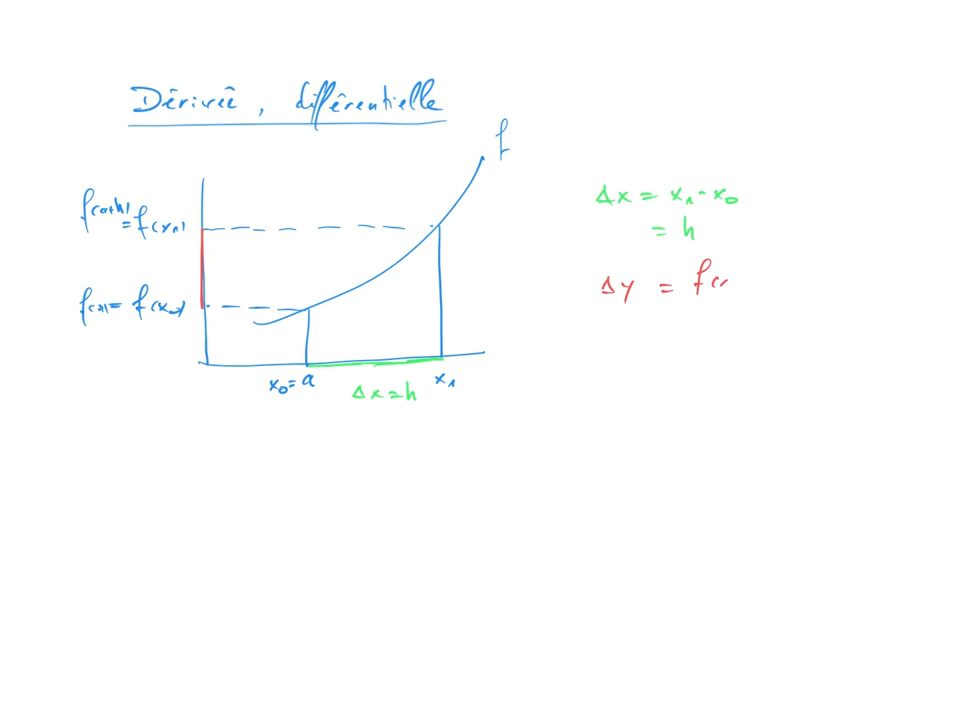 Dérivée, différentielle
f
f(a+h)
= f(x₁)
f(a) = f(x₀)
x₀ = a
x₁
Δx = h
Δx = x₁ - x₀
= h
Δy = f(